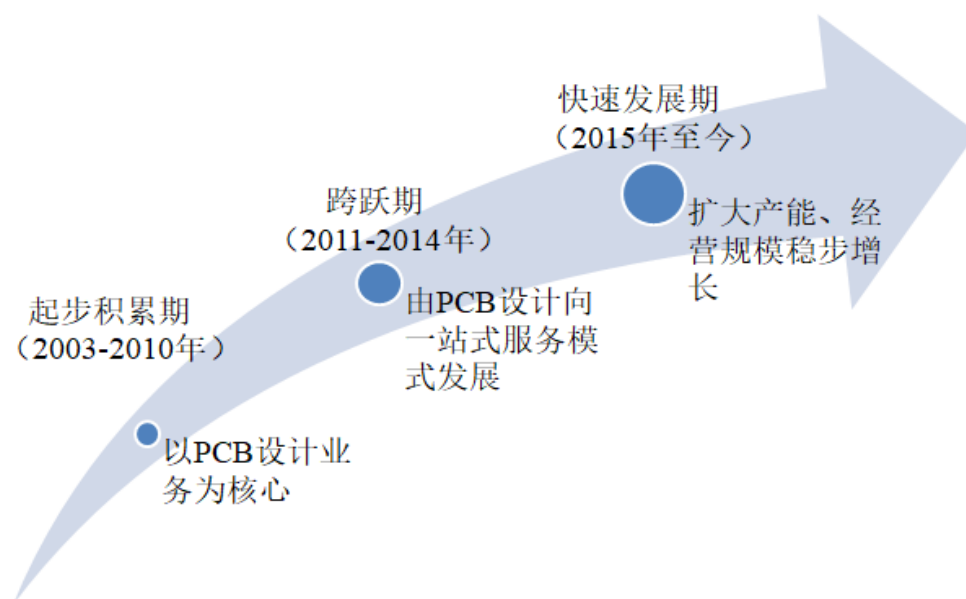 起步积累期
（2003-2010年）
以PCB设计业
务为核心
跨跃期
（2011-2014年）
由PCB设计向
一站式服务模
式发展
快速发展期
（2015年至今）
扩大产能、经
营规模稳步增
长